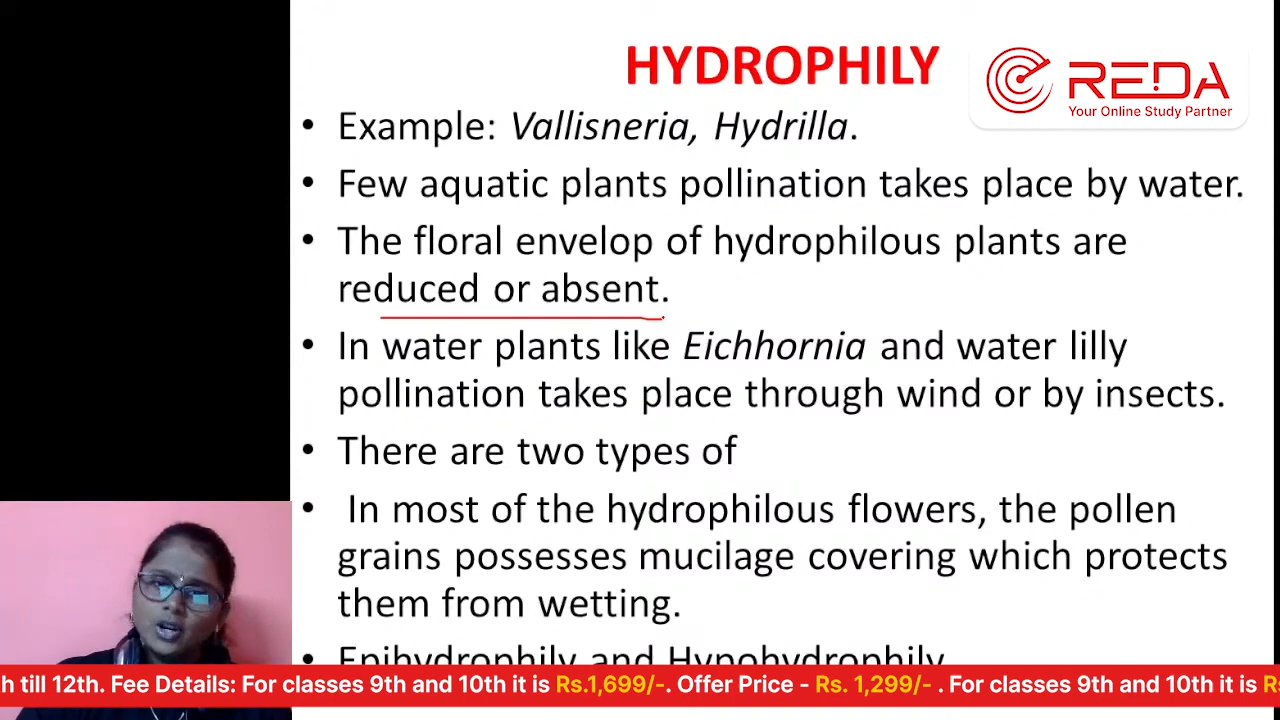 HYDROPHILY
REDA
Your Online Study Partner
• Example: Vallisneria, Hydrilla.
• Few aquatic plants pollination takes place by water.
• The floral envelop of hydrophilous plants are
reduced or absent.
• In water plants like Eichhornia and water lilly
pollination takes place through wind or by insects.
• There are two types of
• In most of the hydrophilous flowers, the pollen
grains possesses mucilage covering which protects
them from wetting.
• Epihydrophily and Hypohydrophily
h till 12th. Fee Details: For classes 9th and 10th it is Rs.1,699/-. Offer Price - Rs. 1,299/- . For classes 9th and 10th it is R